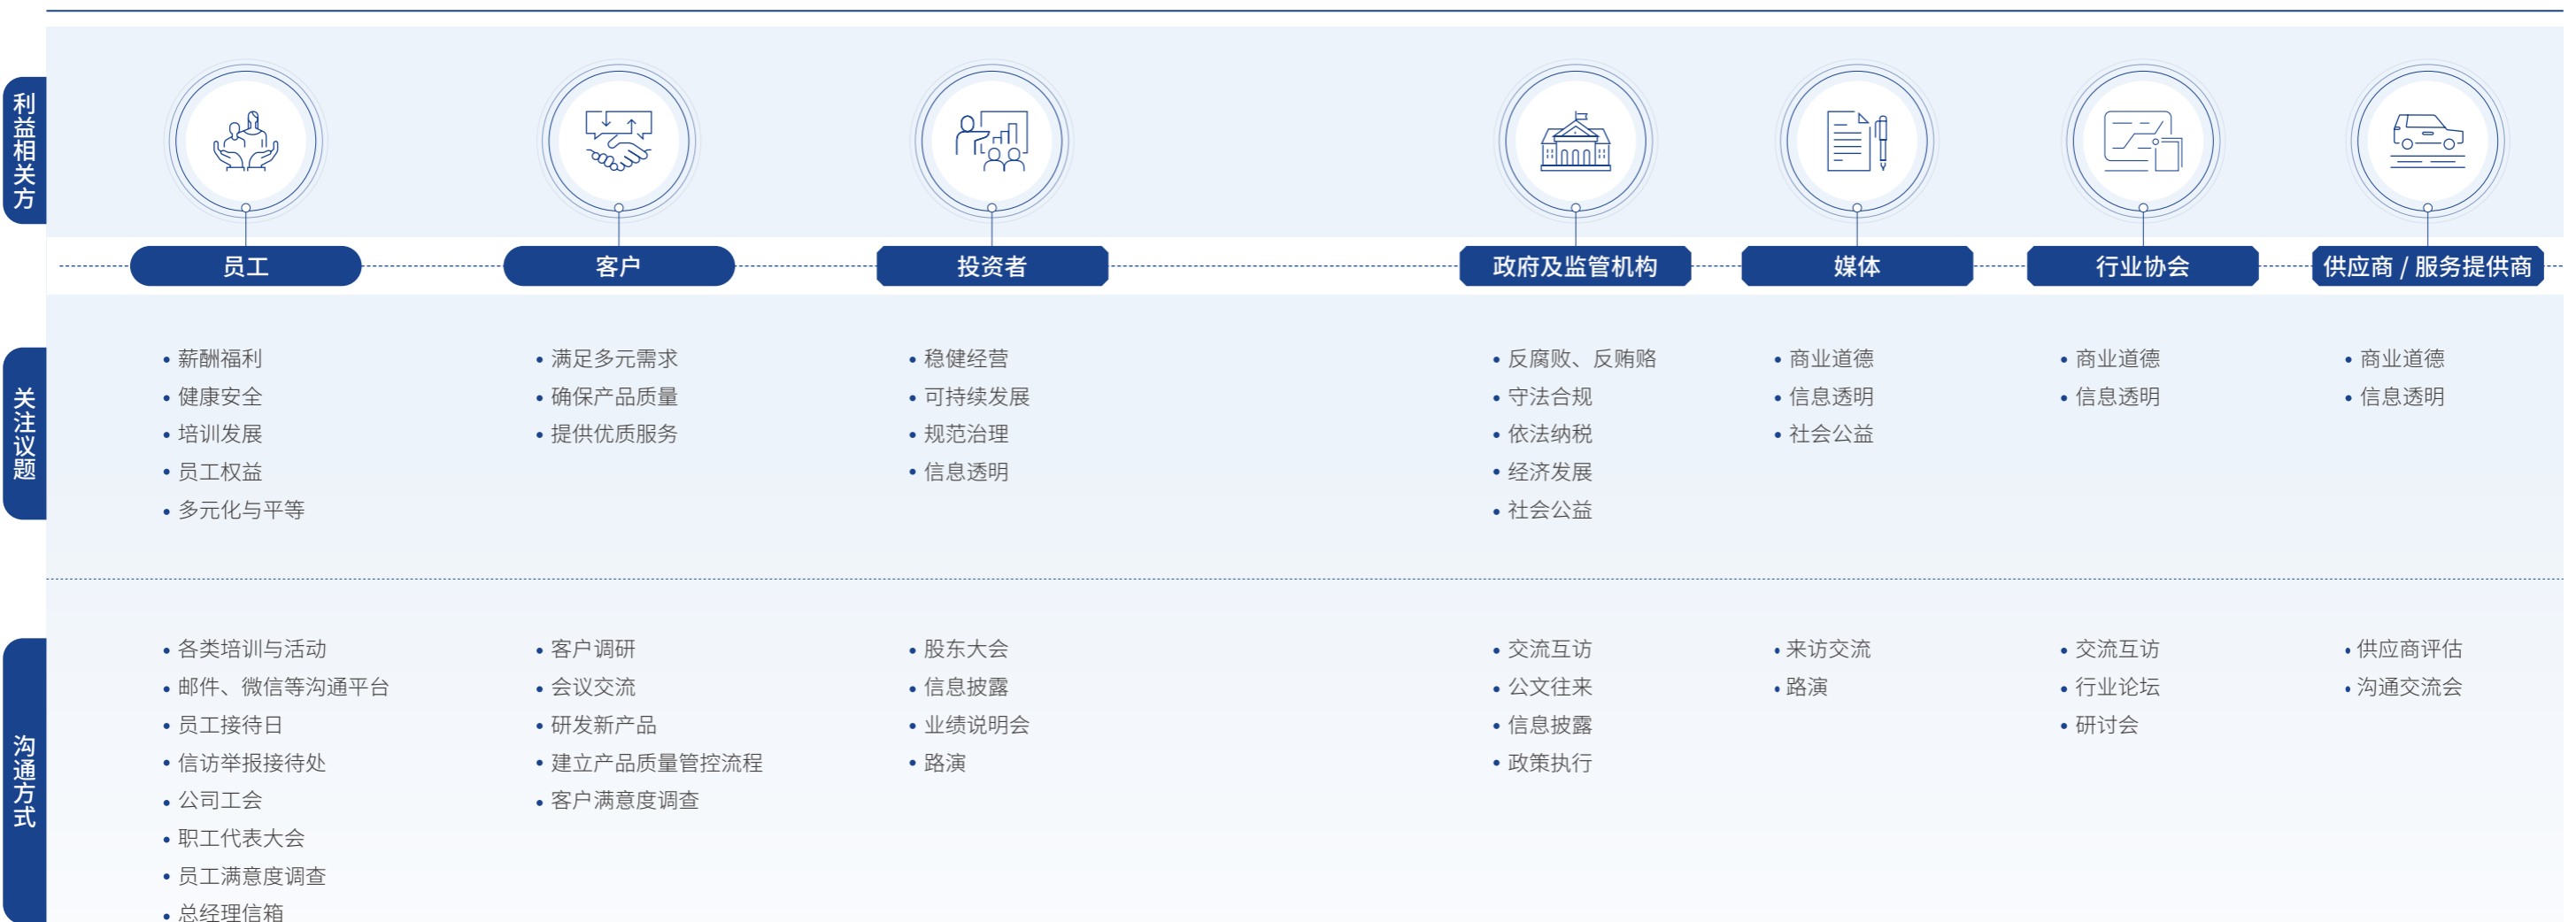 利益相关方
员工
客户
投资者
政府及监管机构
媒体
行业协会
供应商 / 服务提供商
关注议题
• 薪酬福利
• 健康安全
• 培训发展
• 员工权益
• 多元化与平等
• 满足多元需求
• 确保产品质量
• 提供优质服务
• 稳健经营
• 可持续发展
• 规范治理
• 信息透明
• 反腐败、反贿赂
• 守法合规
• 依法纳税
• 经济发展
• 社会公益
• 商业道德
• 信息透明
• 社会公益
• 商业道德
• 信息透明
• 商业道德
• 信息透明
沟通方式
• 各类培训与活动
• 邮件、微信等沟通平台
• 员工接待日
• 信访举报接待处
• 公司工会
• 职工代表大会
• 员工满意度调查
• 总经理信箱
• 客户调研
• 会议交流
• 研发新产品
• 建立产品质量管控流程
• 客户满意度调查
• 股东大会
• 信息披露
• 业绩说明会
• 路演
• 交流互访
• 公文往来
• 信息披露
• 政策执行
• 来访交流
• 路演
• 交流互访
• 行业论坛
• 研讨会
• 供应商评估
• 沟通交流会